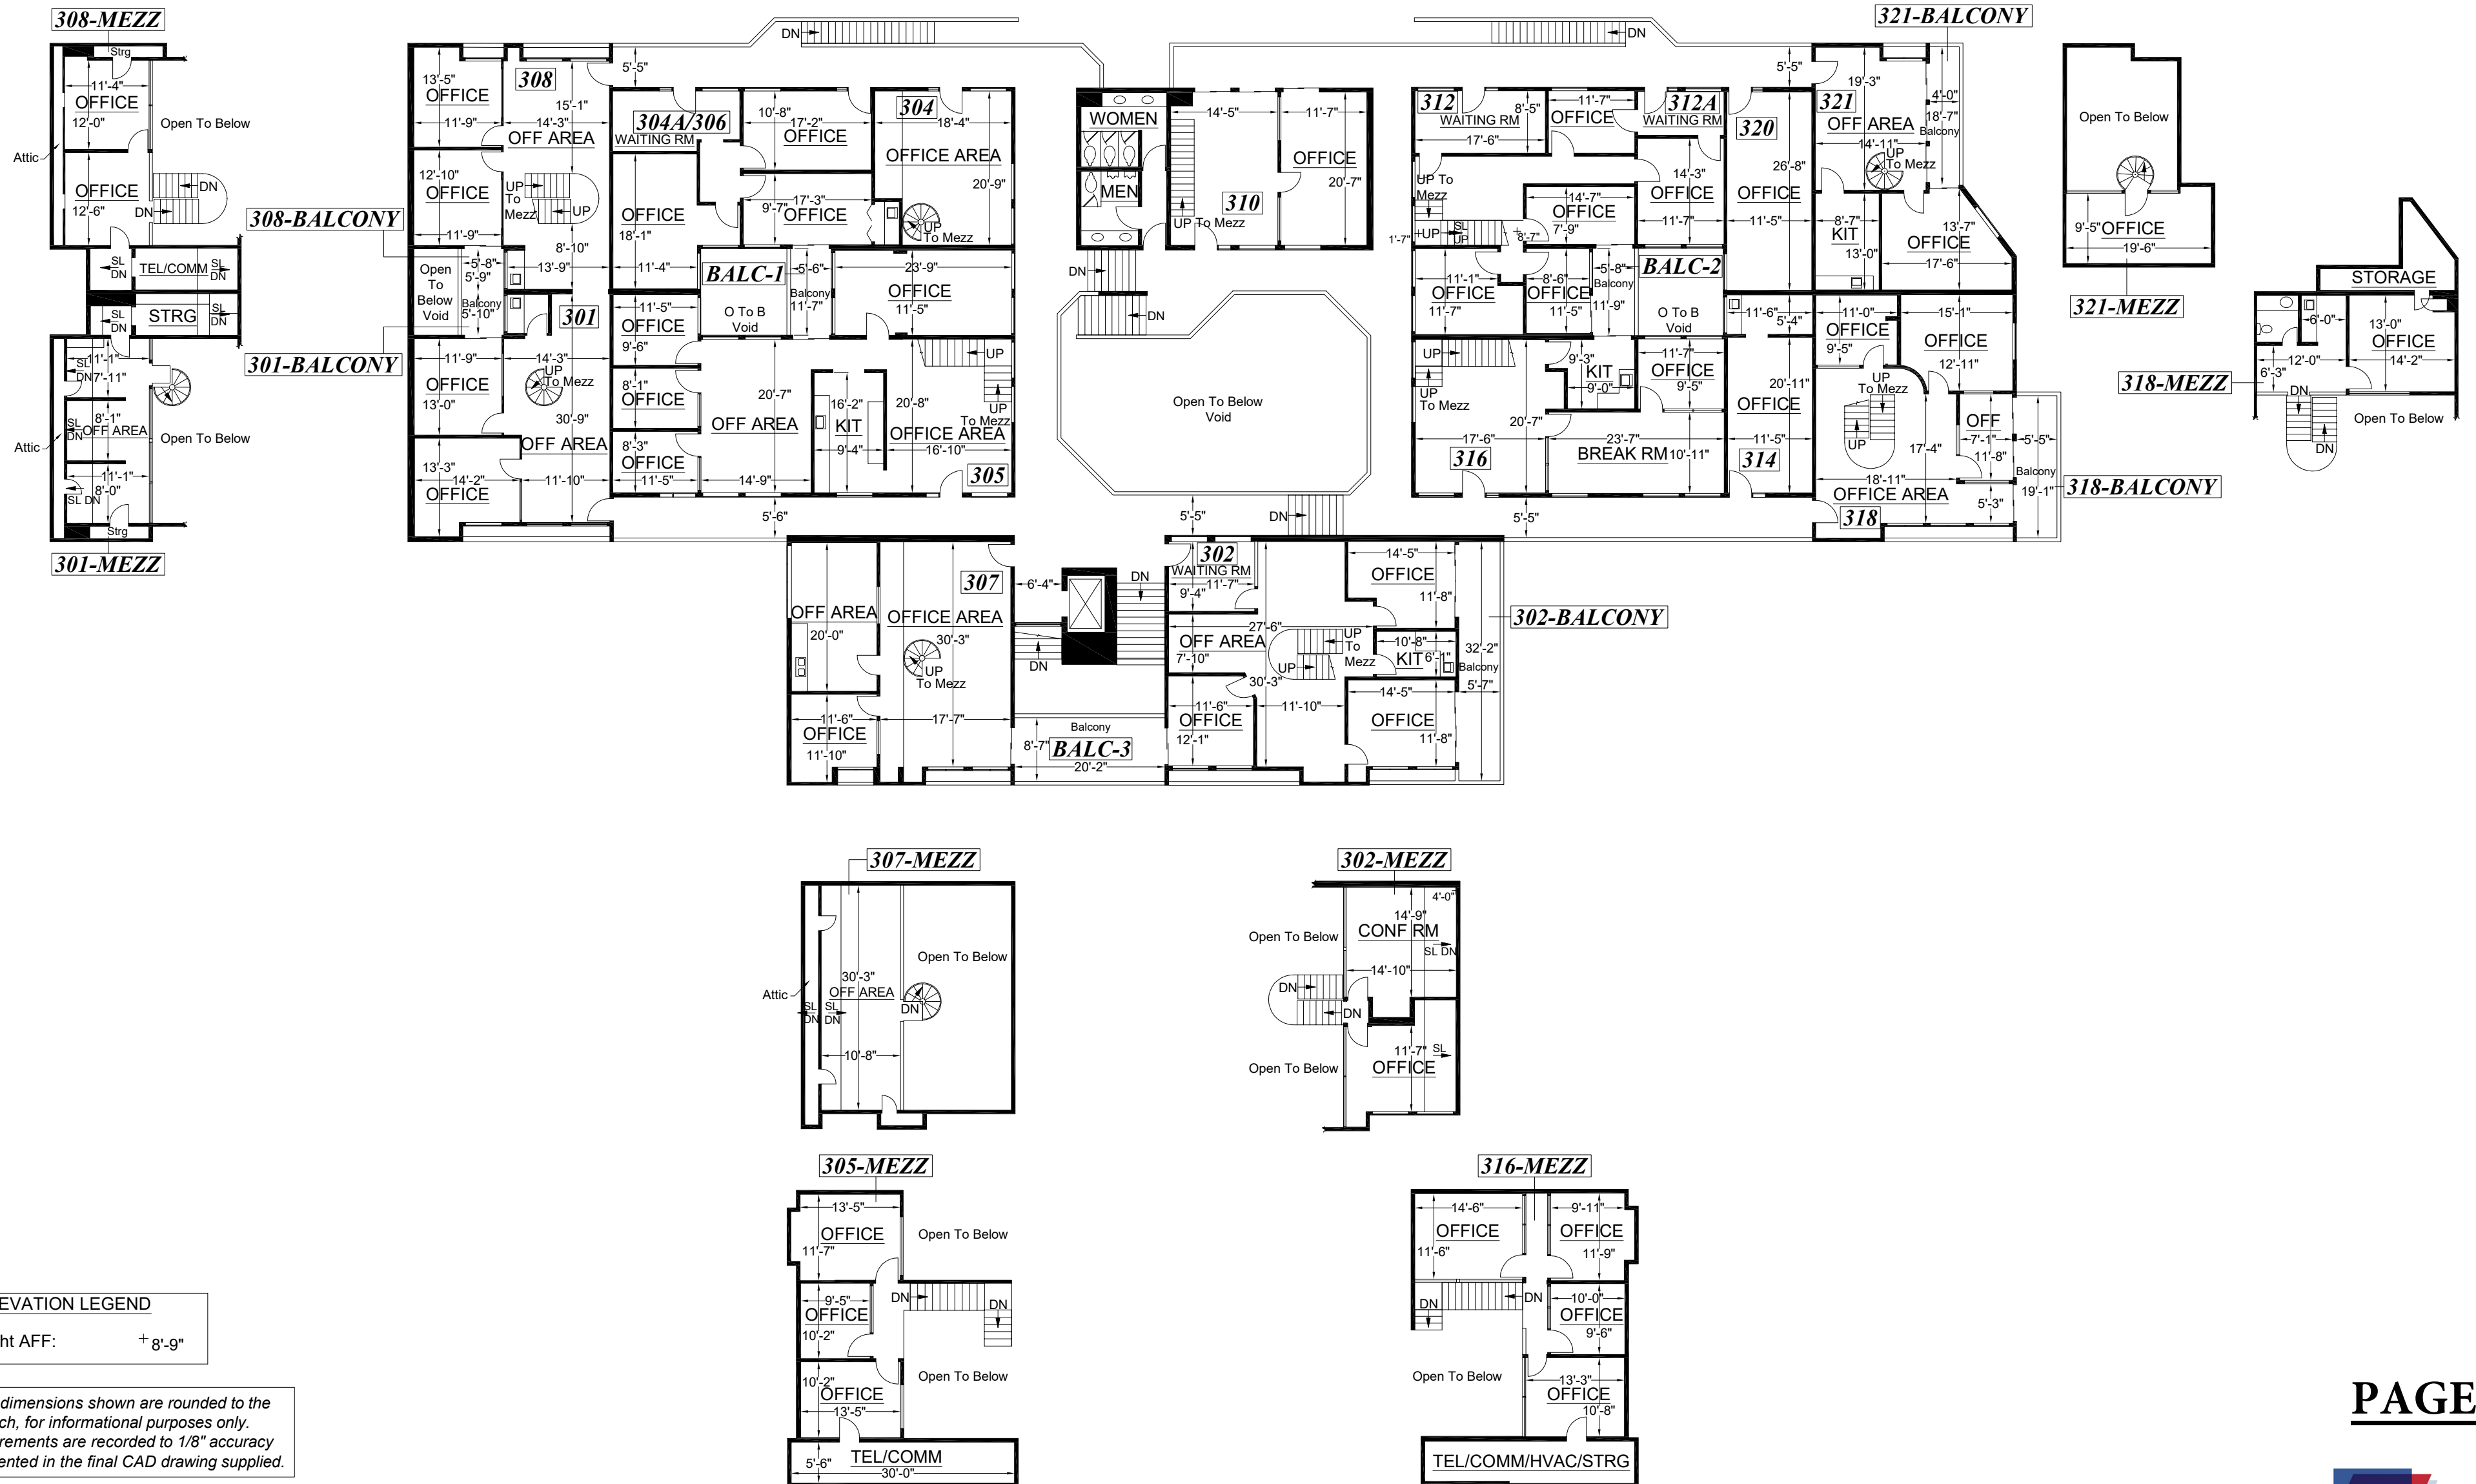 308-MEZZ
Strg
11'-4"
OFFICE
12'-0"
Open To Below
Attic
OFFICE
12'-6"
DN
DN
SL
DN
TEL/COMM
SL
DN
STRG
SL
DN
SL
DN
11'-1"
SL
DN
7'-11"
8'-1"
SL
DN
OFF AREA
Open To Below
Attic
11'-1"
8'-0"
SL DN
Strg
301-MEZZ
308-BALCONY
301-BALCONY
13'-5"
OFFICE
11'-9"
308
15'-1"
14'-3"
OFF AREA
12'-10"
OFFICE
11'-9"
UP
To
Mezz
UP
8'-10"
13'-9"
Open
To
Below
Void
5'-8"
5'-9"
Balcony
5'-10"
301
11'-9"
OFFICE
13'-0"
14'-3"
UP
To Mezz
30'-9"
OFF AREA
13'-3"
14'-2"
OFFICE
11'-10"
DN
5'-5"
304A/306
WAITING RM
10'-8"
17'-2"
OFFICE
304
18'-4"
OFFICE AREA
20'-9"
OFFICE
18'-1"
11'-4"
17'-3"
9'-7"
OFFICE
UP
To Mezz
BALC-1
5'-6"
Balcony
11'-7"
O To B
Void
23'-9"
OFFICE
11'-5"
11'-5"
OFFICE
9'-6"
8'-1"
OFFICE
8'-3"
OFFICE
11'-5"
20'-7"
OFF AREA
14'-9"
16'-2"
KIT
9'-4"
UP
UP
To Mezz
20'-8"
OFFICE AREA
16'-10"
305
5'-6"
WOMEN
MEN
14'-5"
11'-7"
OFFICE
20'-7"
310
UP To Mezz
DN
DN
Open To Below
Void
5'-5"
DN
DN
312
8'-5"
WAITING RM
17'-6"
11'-7"
OFFICE
312A
WAITING RM
320
5'-5"
26'-8"
OFFICE
11'-5"
UP To
Mezz
UP
SL
UP
1'-7"
8'-7"
14'-7"
OFFICE
7'-9"
14'-3"
OFFICE
11'-7"
11'-1"
OFFICE
11'-7"
8'-6"
OFFICE
11'-5"
5'-8"
Balcony
11'-9"
BALC-2
O To B
Void
11'-6"
5'-4"
UP
UP
To Mezz
20'-7"
17'-6"
316
9'-3"
KIT
9'-0"
11'-7"
OFFICE
9'-5"
23'-7"
BREAK RM
10'-11"
20'-11"
OFFICE
11'-5"
314
5'-5"
321-BALCONY
19'-3"
321
OFF AREA
14'-11"
4'-0"
18'-7"
Balcony
UP
To Mezz
8'-7"
KIT
13'-0"
13'-7"
OFFICE
17'-6"
11'-0"
OFFICE
9'-5"
15'-1"
OFFICE
12'-11"
UP
To Mezz
UP
17'-4"
OFF
7'-1"
11'-8"
5'-5"
Balcony
19'-1"
18'-11"
OFFICE AREA
318
5'-3"
318-BALCONY
Open To Below
9'-5"
OFFICE
19'-6"
321-MEZZ
STORAGE
6'-0"
13'-0"
OFFICE
14'-2"
12'-0"
6'-3"
318-MEZZ
DN
DN
Open To Below
307
OFF AREA
20'-0"
OFFICE AREA
30'-3"
UP
To Mezz
11'-6"
OFFICE
11'-10"
17'-7"
6'-4"
DN
DN
Balcony
8'-7"
BALC-3
20'-2"
302
WAITING RM
11'-7"
9'-4"
27'-6"
OFF AREA
7'-10"
UP
To
Mezz
UP
30'-3"
11'-6"
OFFICE
12'-1"
11'-10"
14'-5"
OFFICE
11'-8"
10'-8"
KIT
6'-1"
14'-5"
OFFICE
11'-8"
32'-2"
Balcony
5'-7"
302-BALCONY
307-MEZZ
Open To Below
30'-3"
OFF AREA
Attic
SL
DN
SL
DN
DN
10'-8"
302-MEZZ
4'-0"
14'-9"
CONF RM
SL DN
14'-10"
Open To Below
DN
DN
11'-7"
SL
OFFICE
Open To Below
305-MEZZ
13'-5"
OFFICE
11'-7"
Open To Below
9'-5"
OFFICE
10'-2"
DN
DN
10'-2"
OFFICE
13'-5"
Open To Below
TEL/COMM
5'-6"
30'-0"
316-MEZZ
14'-6"
OFFICE
11'-6"
9'-11"
OFFICE
11'-9"
DN
DN
10'-0"
OFFICE
9'-6"
Open To Below
13'-3"
OFFICE
10'-8"
TEL/COMM/HVAC/STRG
EVATION LEGEND
ht AFF: + 8'-9"
dimensions shown are rounded to the
ch, for informational purposes only.
rements are recorded to 1/8" accuracy
ented in the final CAD drawing supplied.
PAGE